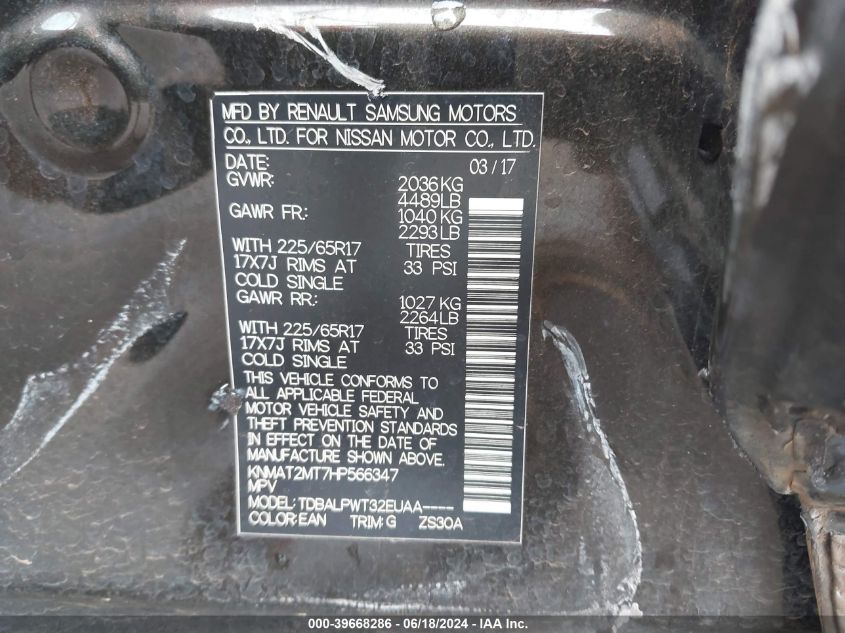 MFD BY RENAULT SAMSUNG MOTORS
CO., LTD. FOR NISSAN MOTOR CO., LTD.
DATE: 03 / 17
GVWR: 2036KG
4489LB
GAWR FR: 1040KG
2293LB
WITH 225/65R17 TIRES
17X7J RIMS AT 33 PSI
COLD SINGLE
GAWR RR: 1027 KG
2264LB
WITH 225/65R17 TIRES
17X7J RIMS AT 33 PSI
COLD SINGLE
THIS VEHICLE CONFORMS TO
ALL APPLICABLE FEDERAL
MOTOR VEHICLE SAFETY AND
THEFT PREVENTION STANDARDS
IN EFFECT ON THE DATE OF
MANUFACTURE SHOWN ABOVE.
KNMAT2MT7HP566347
MPV
MODEL: TDBALPWT32EUAA----
COLOR:EAN TRIM:G ZS30A
000-39668286 - 06/18/2024 - IAA Inc.